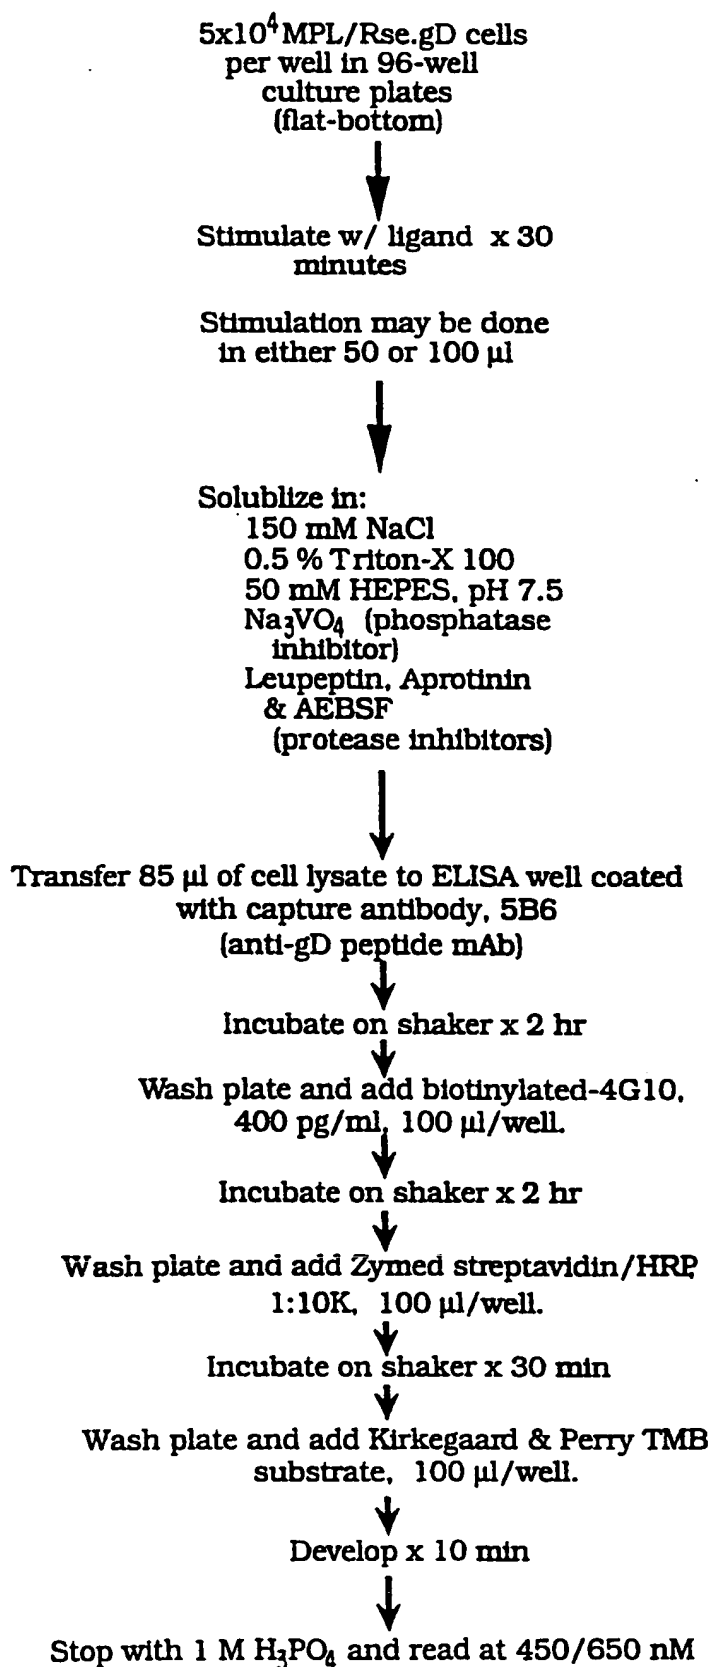 5x10⁴ MPL/Rse.gD cells
per well in 96-well
culture plates
(flat-bottom)
Stimulate w/ ligand x 30
minutes
Stimulation may be done
in either 50 or 100 µl
Solublize in:
150 mM NaCl
0.5 % Triton-X 100
50 mM HEPES, pH 7.5
Na₃VO₄ (phosphatase
inhibitor)
Leupeptin, Aprotinin
& AEBSF
(protease inhibitors)
Transfer 85 µl of cell lysate to ELISA well coated
with capture antibody, 5B6
(anti-gD peptide mAb)
Incubate on shaker x 2 hr
Wash plate and add biotinylated-4G10,
400 pg/ml, 100 µl/well.
Incubate on shaker x 2 hr
Wash plate and add Zymed streptavidin/HRP,
1:10K, 100 µl/well.
Incubate on shaker x 30 min
Wash plate and add Kirkegaard & Perry TMB
substrate, 100 µl/well.
Develop x 10 min
Stop with 1 M H₃PO₄ and read at 450/650 nM